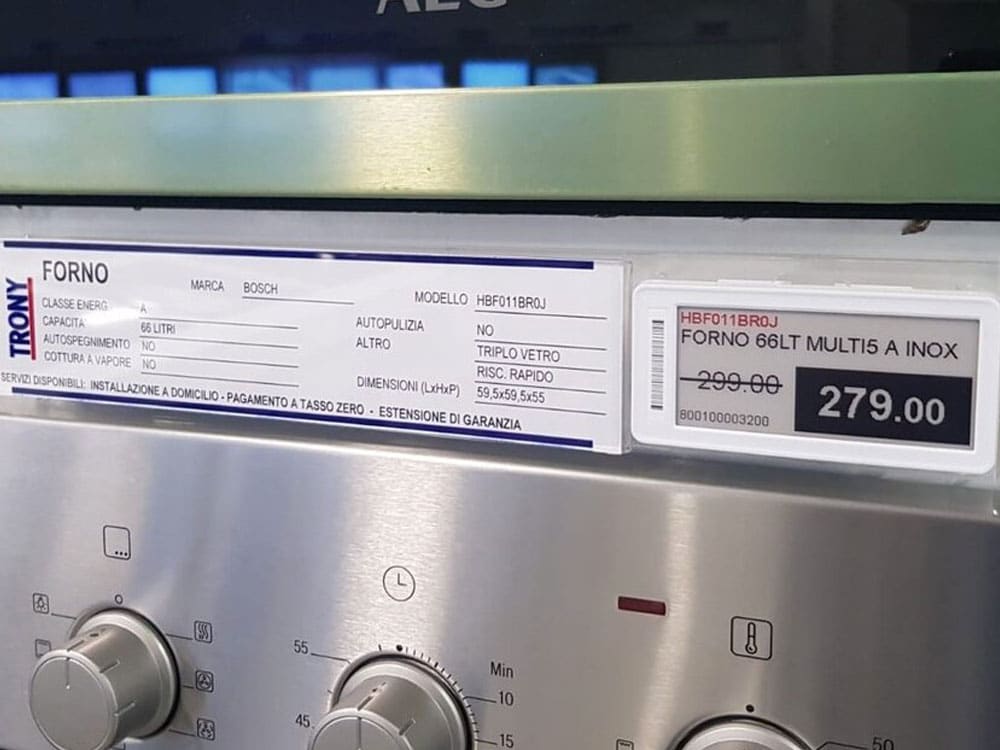 AEG
TRONY
FORNO
MARCA BOSCH
MODELLO HBF011BR0J
CLASSE ENERG. A
CAPACITA' 66 LITRI
AUTOSPEGNIMENTO NO
COTTURA A VAPORE NO
AUTOPULIZIA NO
ALTRO TRIPLO VETRO
RISC. RAPIDO
DIMENSIONI (LxHxP) 59,5x59,5x55
SERVIZI DISPONIBILI: INSTALLAZIONE A DOMICILIO - PAGAMENTO A TASSO ZERO - ESTENSIONE DI GARANZIA
HBF011BR0J
FORNO 66LT MULTI5 A INOX
299.00
279.00
800100003200
55
Min
10
45
15
50